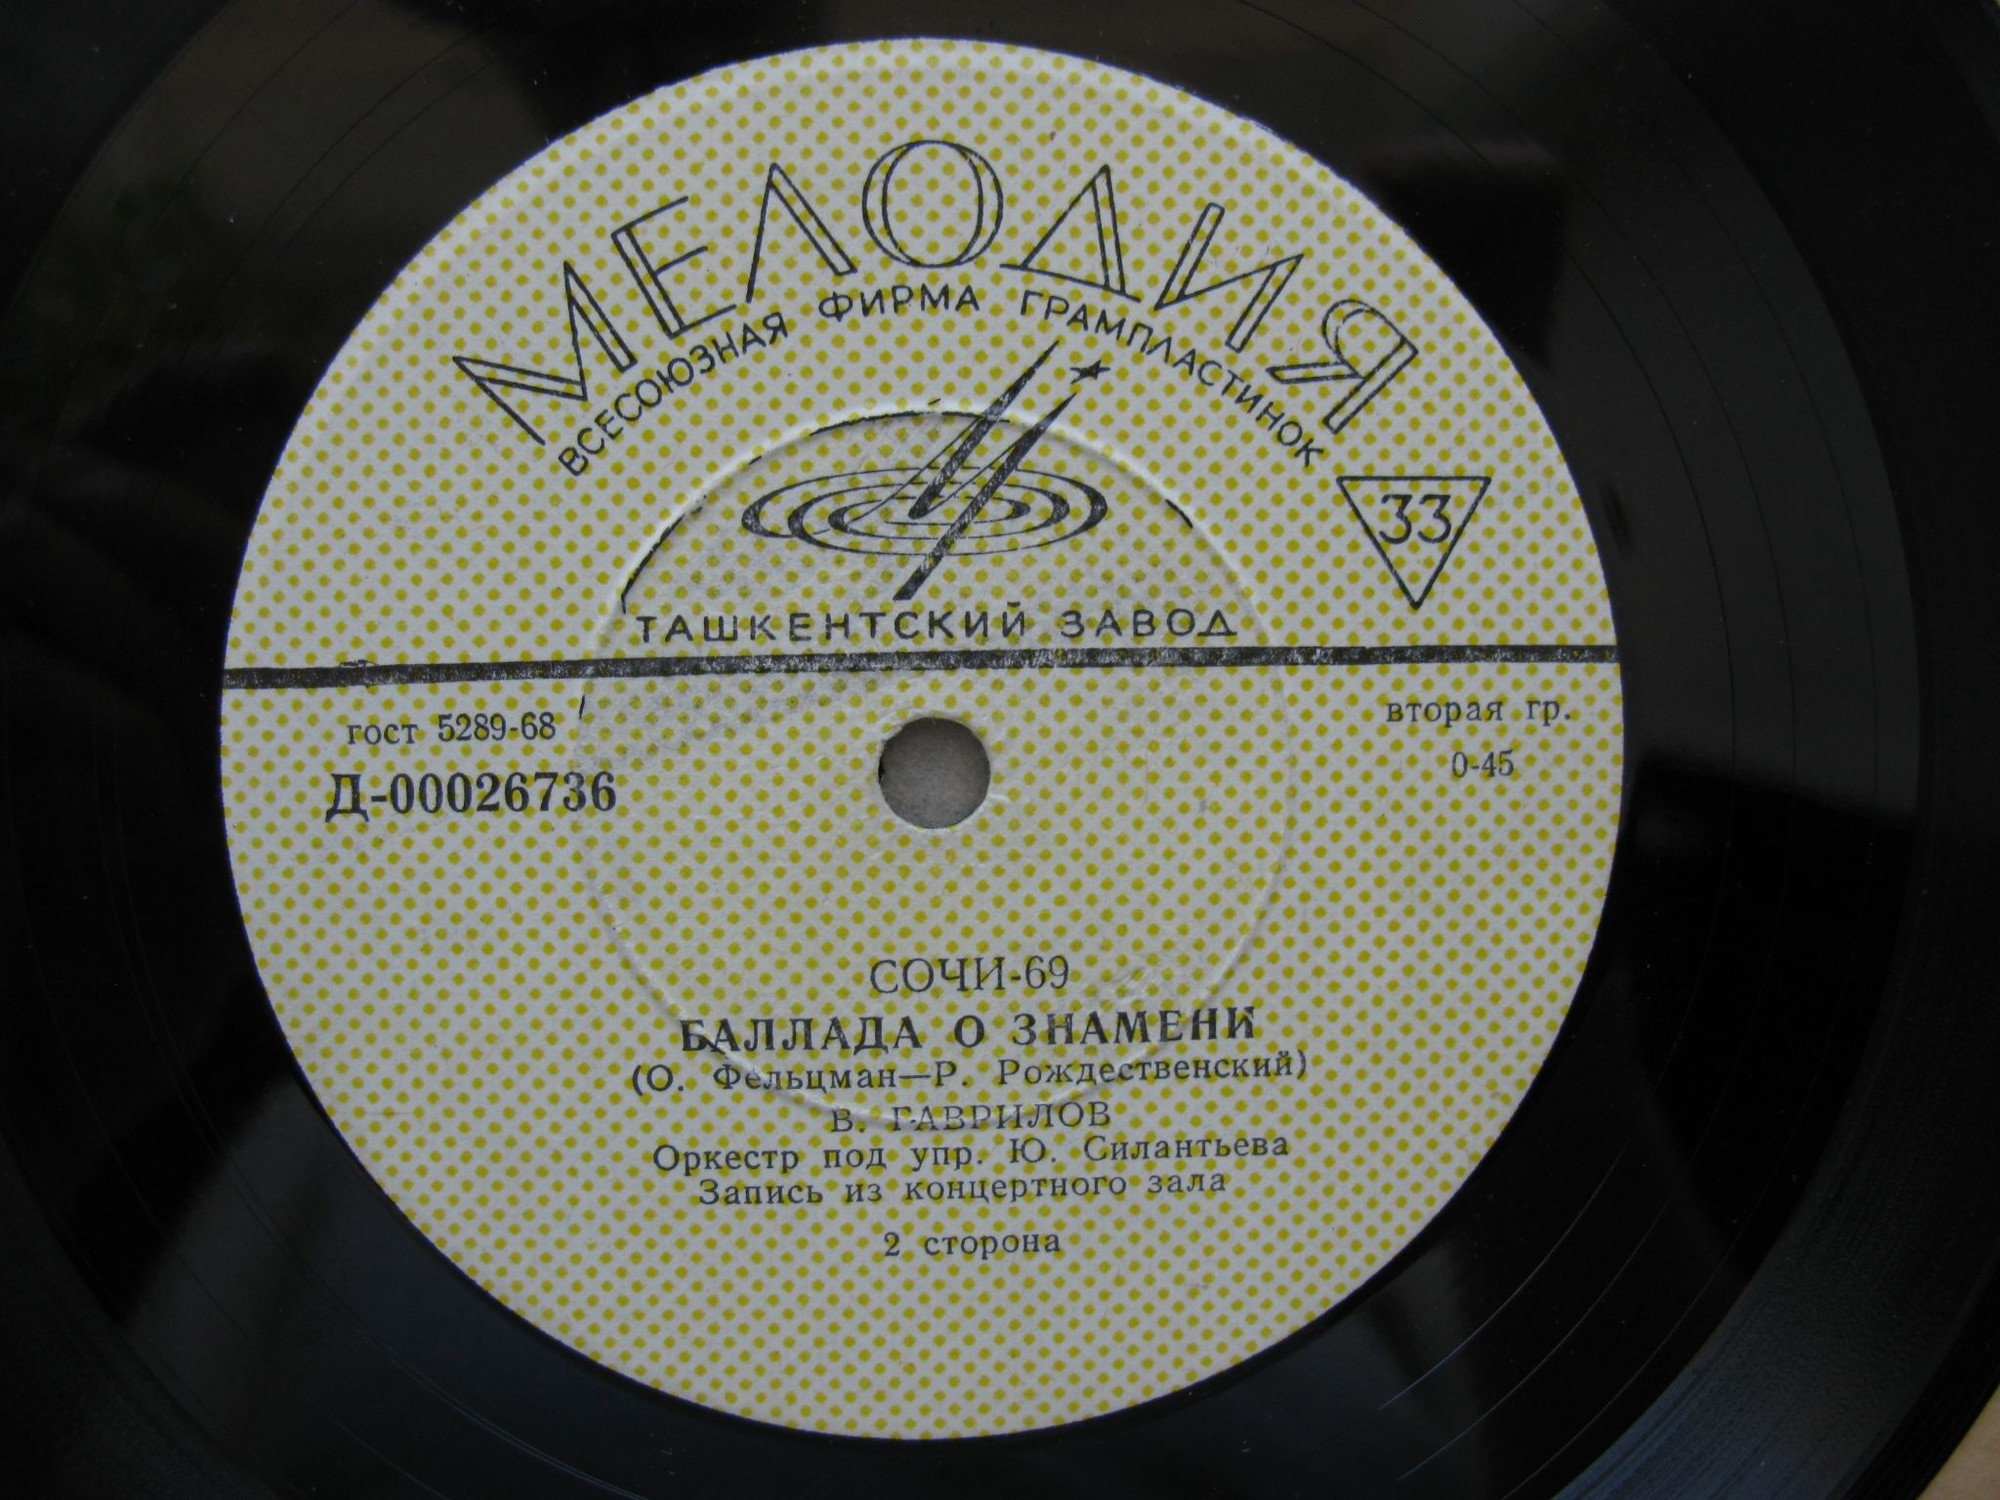 МЕЛОДИЯ
ВСЕСОЮЗНАЯ ФИРМА ГРАМПЛАСТИНОК
33
ТАШКЕНТСКИЙ ЗАВОД
гост 5289-68
Д-00026736
вторая гр.
0-45
СОЧИ-69
БАЛЛАДА О ЗНАМЕНИ
(О. Фельцман—Р. Рождественский)
В. ГАВРИЛОВ
Оркестр под упр. Ю. Силантьева
Запись из концертного зала
2 сторона